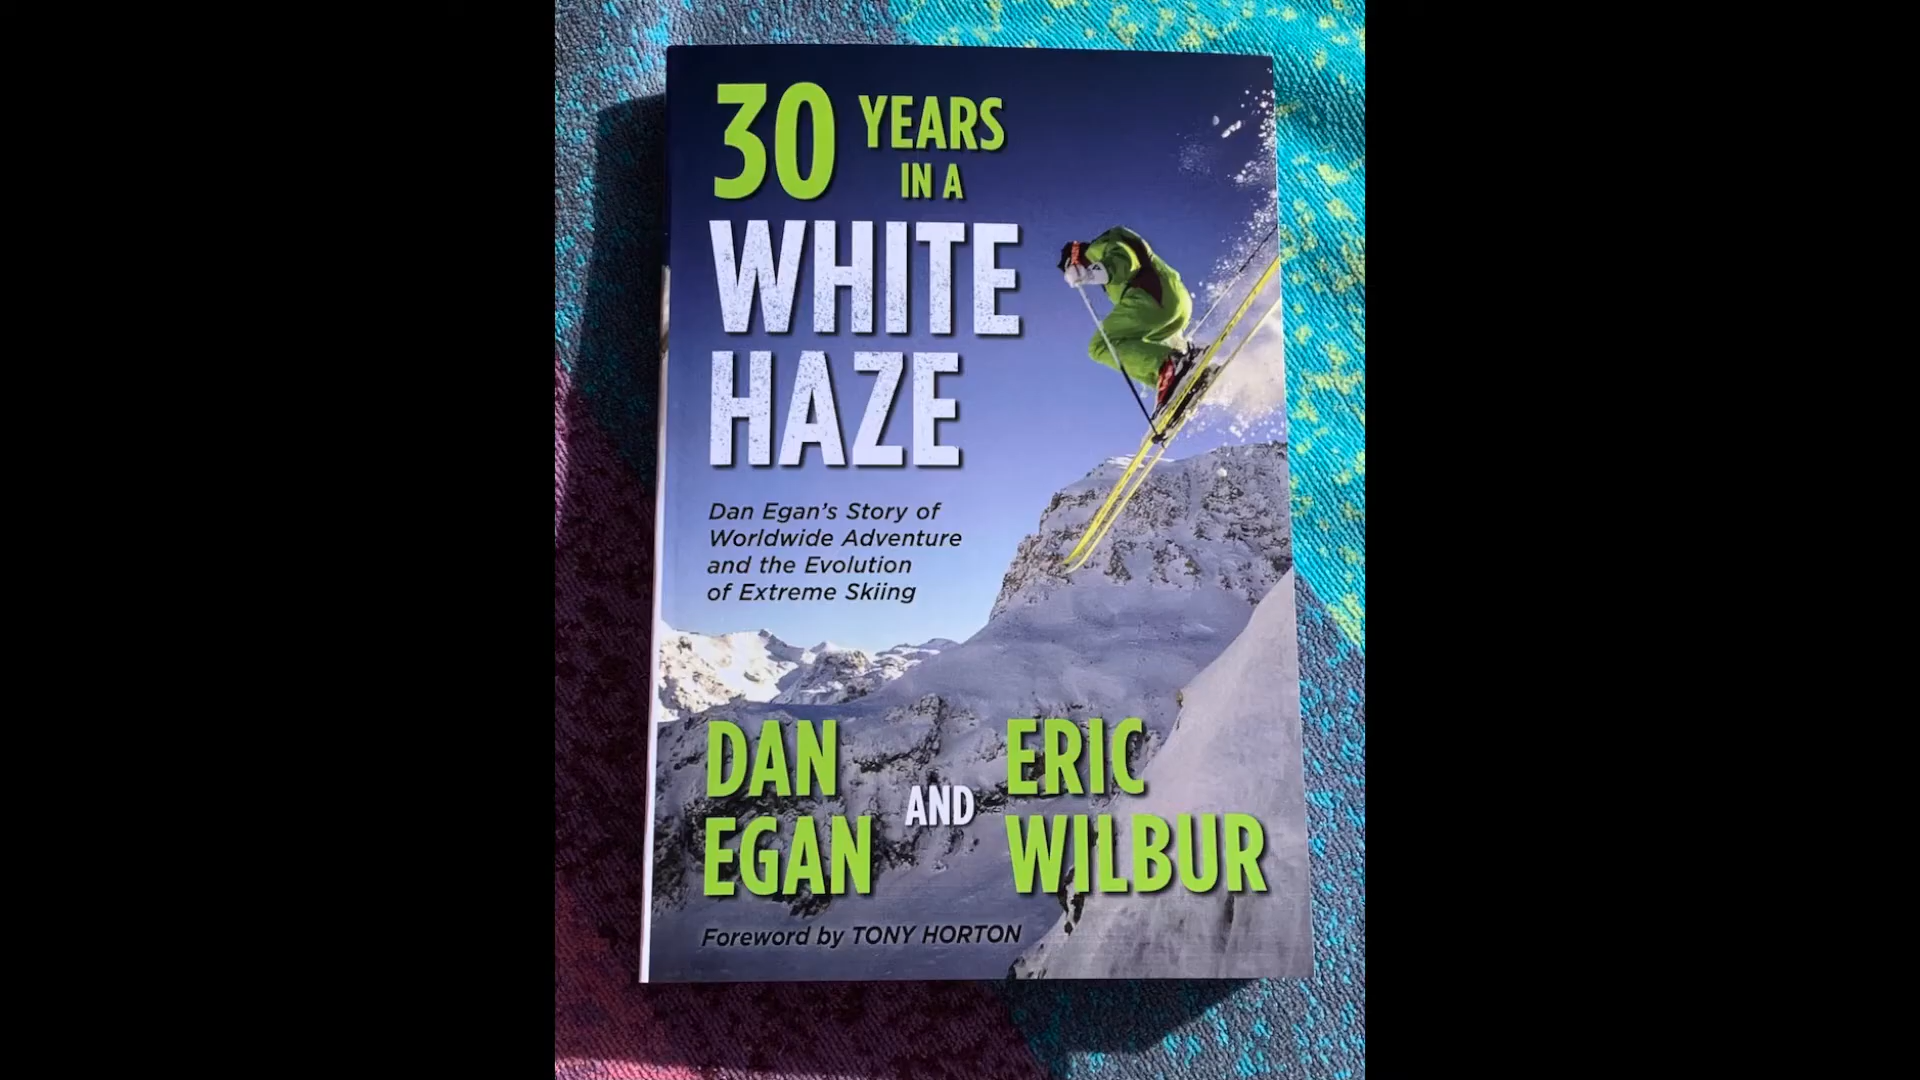 30 YEARS
IN A
WHITE
HAZE
Dan Egan's Story of
Worldwide Adventure
and the Evolution
of Extreme Skiing
DAN
EGAN
AND
ERIC
WILBUR
Foreword by TONY HORTON